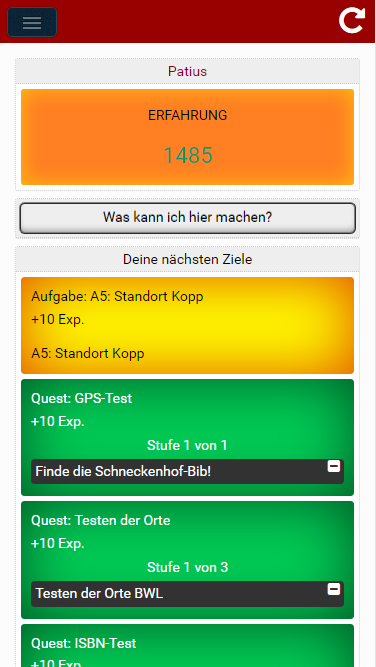 Patius
ERFAHRUNG
1485
Was kann ich hier machen?
Deine nächsten Ziele
Aufgabe: A5: Standort Kopp
+10 Exp.
A5: Standort Kopp
Quest: GPS-Test
+10 Exp.
Stufe 1 von 1
Finde die Schneckenhof-Bib!
Quest: Testen der Orte
+10 Exp.
Stufe 1 von 3
Testen der Orte BWL
Quest: ISBN-Test
+10 Exp.